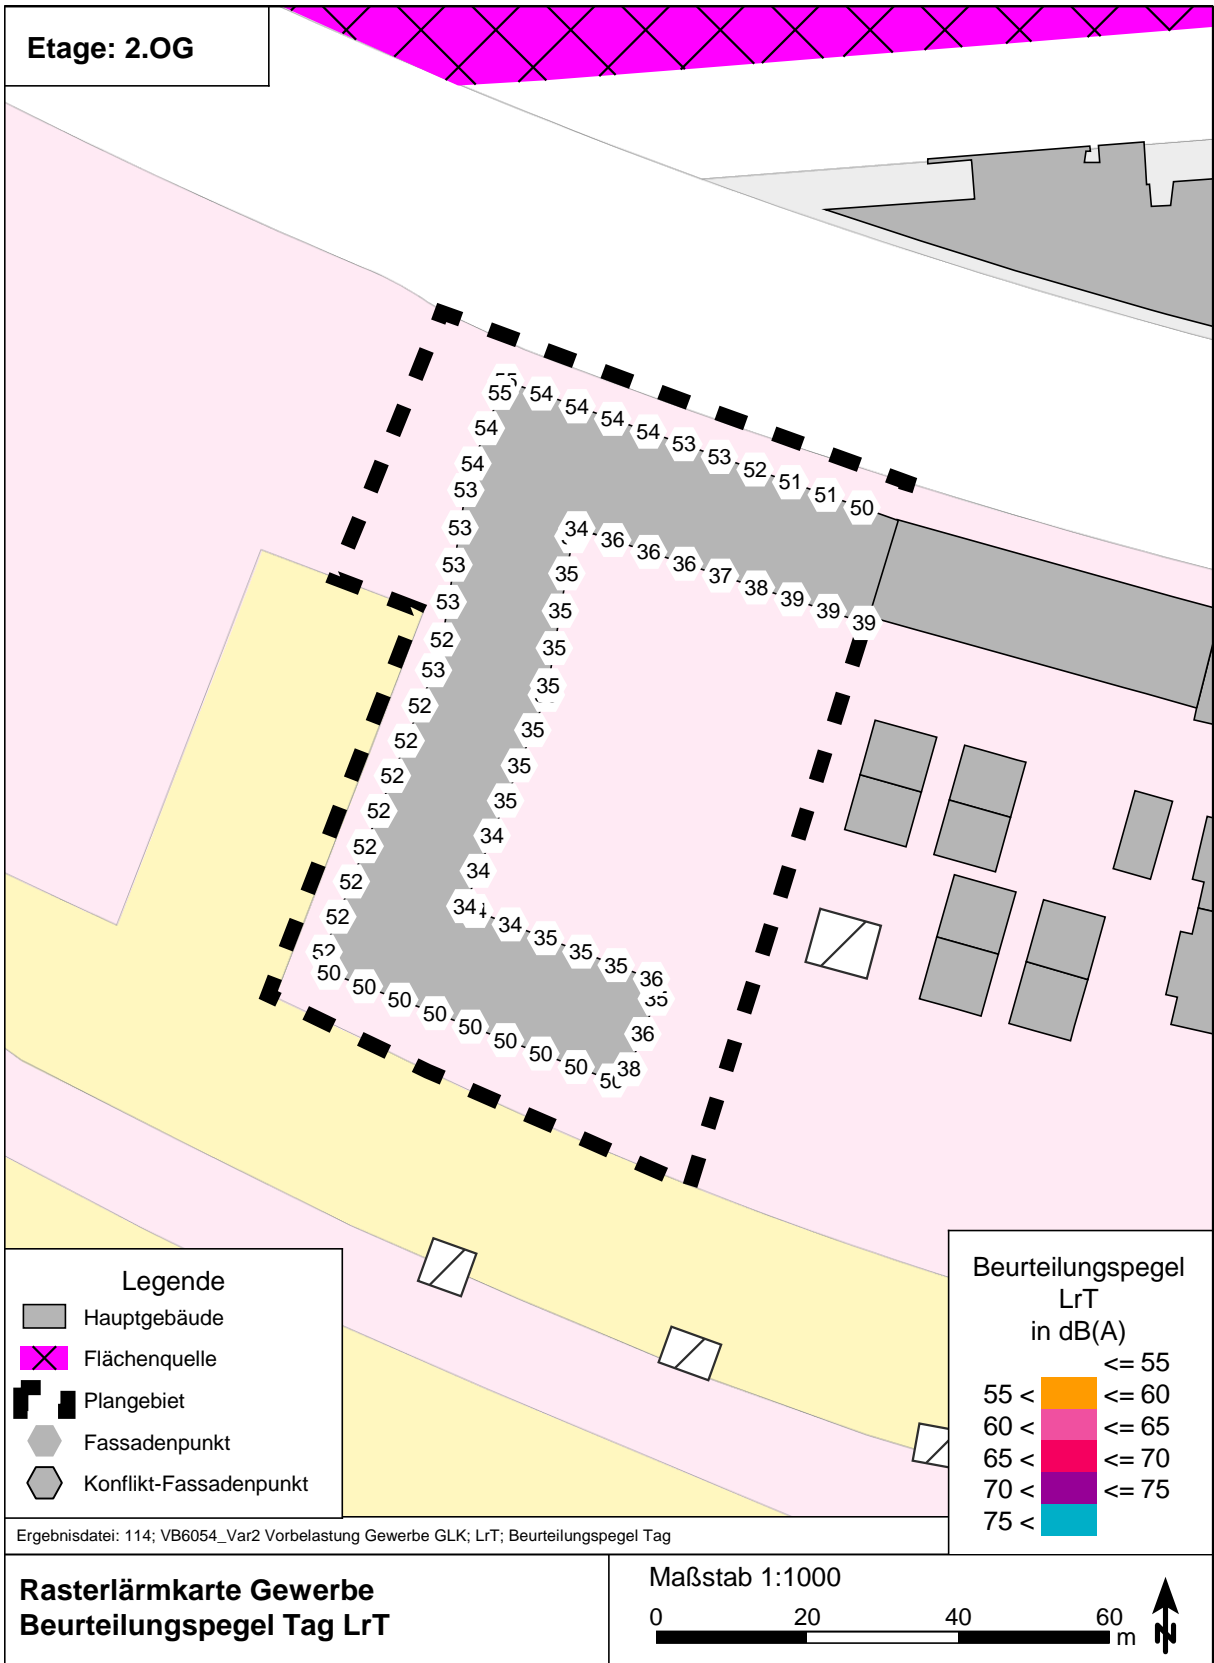 Etage: 2.OG
55
55 54 54 54 54 53 53 52 51 51 50
54
54
53
53
53
53
52
53
52
52
52
52
52
52
52
52
34 36 36 36 37 38 39 39 39
35
35
35
35
35
35
35
34
34
34 34 35 35 35 36
35
36
38
50 50 50 50 50 50 50 50
Legende
Hauptgebäude
Flächenquelle
Plangebiet
Fassadenpunkt
Konflikt-Fassadenpunkt
Beurteilungspegel
LrT
in dB(A)
<= 55
55 < <= 60
60 < <= 65
65 < <= 70
70 < <= 75
75 <
Ergebnisdatei: 114; VB6054_Var2 Vorbelastung Gewerbe GLK; LrT; Beurteilungspegel Tag
Rasterlärmkarte Gewerbe
Beurteilungspegel Tag LrT
Maßstab 1:1000
0 20 40 60
m
N